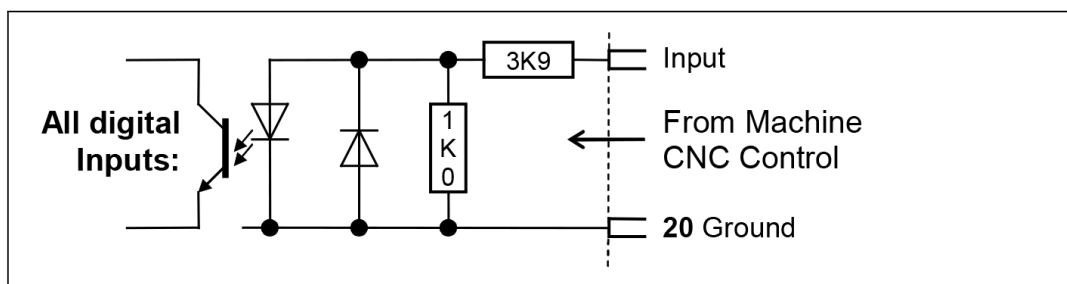 All digital
Inputs:
3K9
1
K
0
Input
From Machine
CNC Control
20 Ground